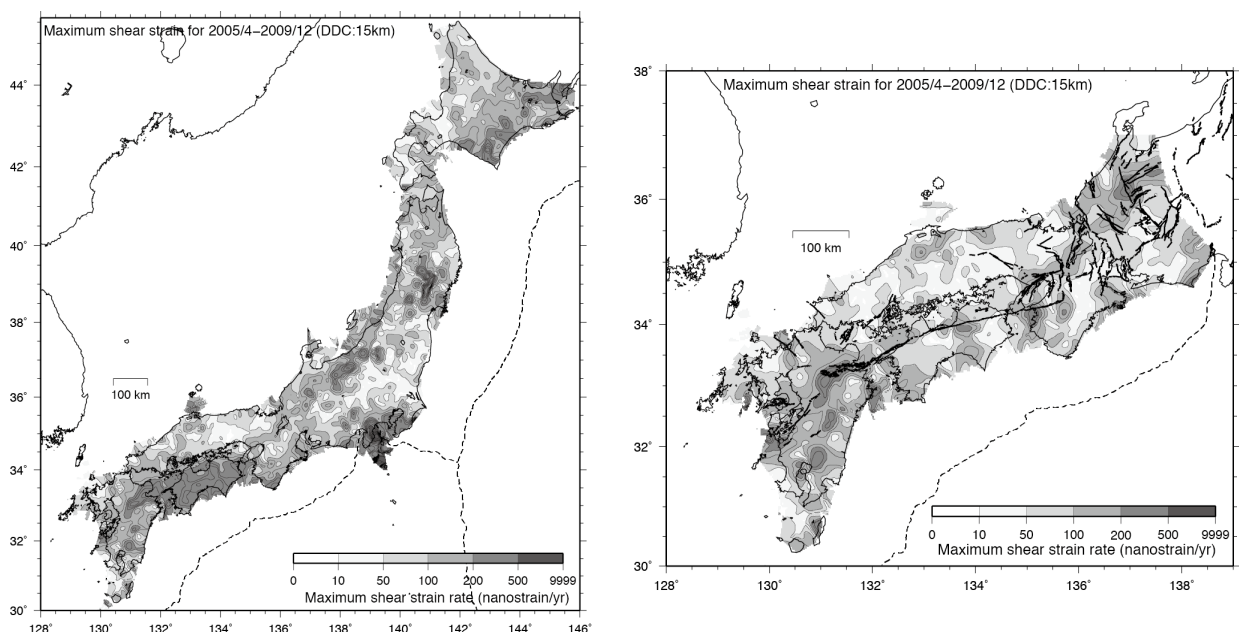 Maximum shear strain for 2005/4–2009/12 (DDC:15km)
44˚
42˚
40˚
38˚
36˚
34˚
32˚
30˚
100 km
0 10 50 100 200 500 9999
Maximum shear strain rate (nanostrain/yr)
128˚ 130˚ 132˚ 134˚ 136˚ 138˚ 140˚ 142˚ 144˚ 146˚
Maximum shear strain for 2005/4–2009/12 (DDC:15km)
38˚
36˚
34˚
32˚
30˚
100 km
0 10 50 100 200 500 9999
Maximum shear strain rate (nanostrain/yr)
128˚ 130˚ 132˚ 134˚ 136˚ 138˚